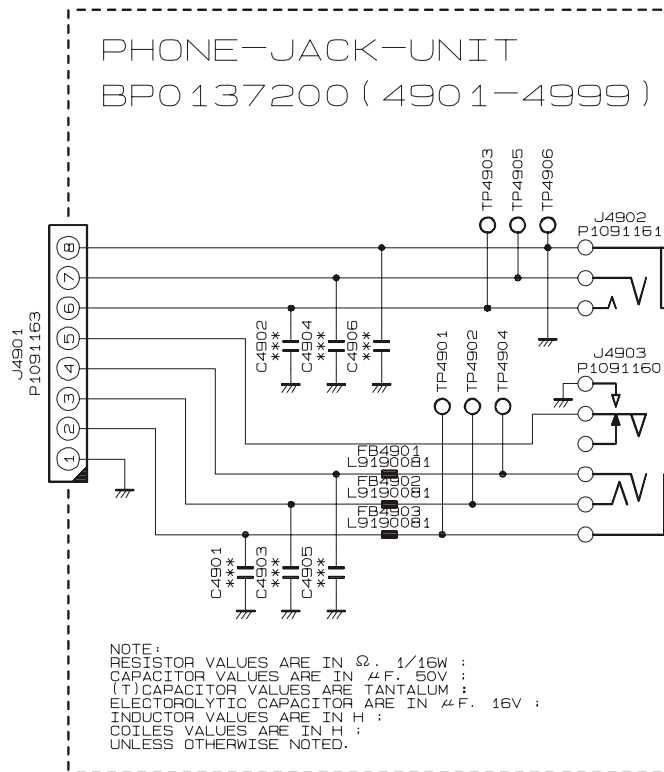 PHONE-JACK-UNIT
BP0137200(4901-4999)
TP4903
TP4905
TP4906
J4902
P1091161
J4901
P1091163
8
7
6
5
4
3
2
1
C4902
***
C4904
***
C4906
***
TP4901
TP4902
TP4904
J4903
P1091160
FB4901
L9190081
FB4902
L9190081
FB4903
L9190081
C4901
***
C4903
***
C4905
***
NOTE:
RESISTOR VALUES ARE IN Ω. 1/16W :
CAPACITOR VALUES ARE IN μF. 50V :
(T)CAPACITOR VALUES ARE TANTALUM :
ELECTOROLYTIC CAPACITOR ARE IN μF. 16V :
INDUCTOR VALUES ARE IN H :
COILES VALUES ARE IN H :
UNLESS OTHERWISE NOTED.